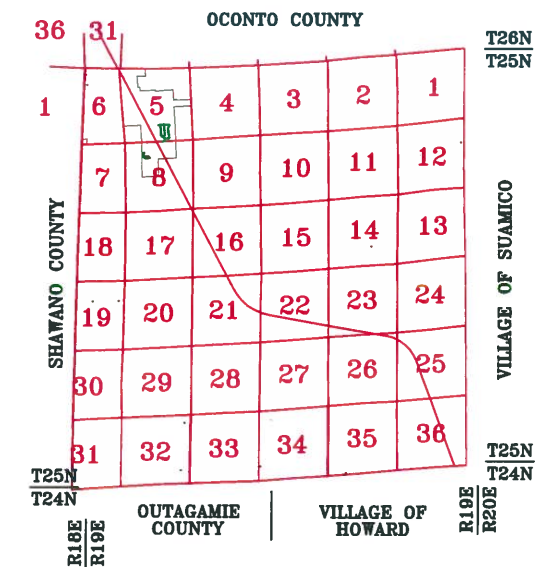 OCONTO COUNTY
36 31
T26N
T25N
1 6 5 4 3 2 1
7 8 9 10 11 12
18 17 16 15 14 13
19 20 21 22 23 24
30 29 28 27 26 25
31 32 33 34 35 36
SHAWANO COUNTY
VILLAGE OF SUAMICO
T25N
T24N
T25N
T24N
R18E
R19E
OUTAGAMIE
COUNTY
VILLAGE OF
HOWARD
R19E
R20E